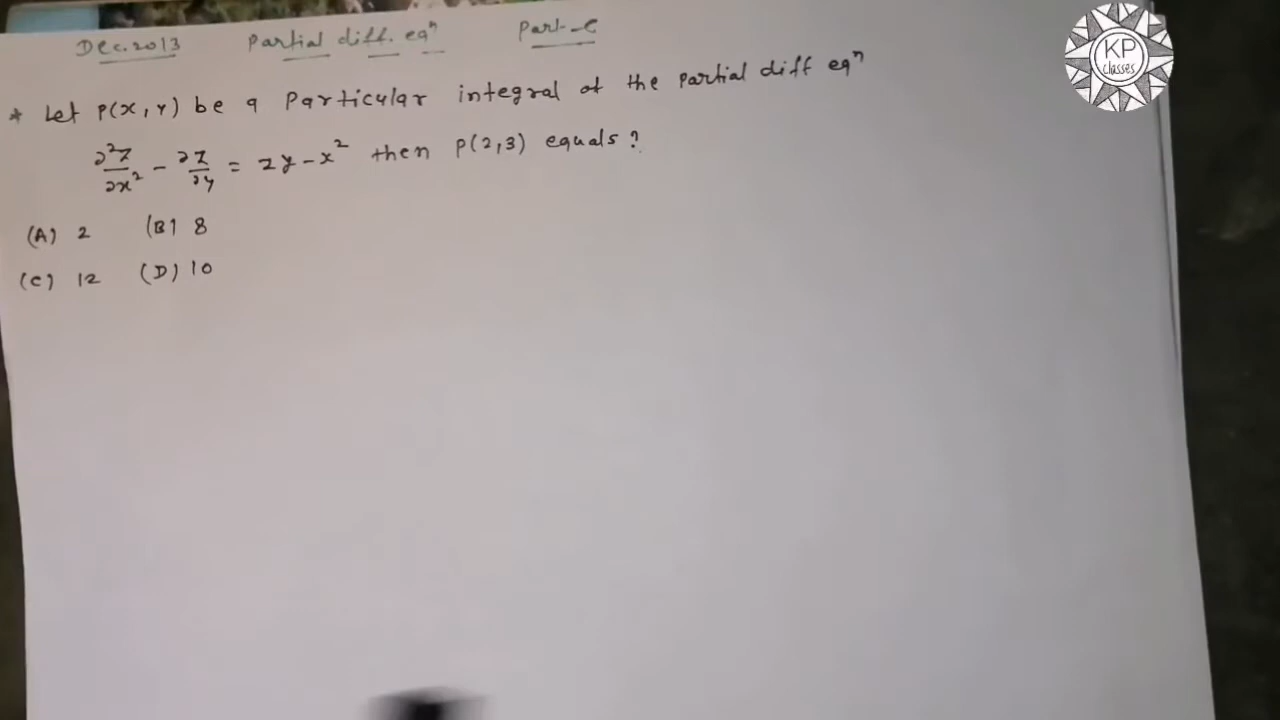 Dec.2013 Partial diff. eqⁿ Part-C
KP
classes
* Let P(x,y) be a Particular integral of the partial diff eqⁿ
∂²z/∂x² - ∂z/∂y = 2y-x² then P(2,3) equals?
(A) 2 (B) 8
(C) 12 (D) 10